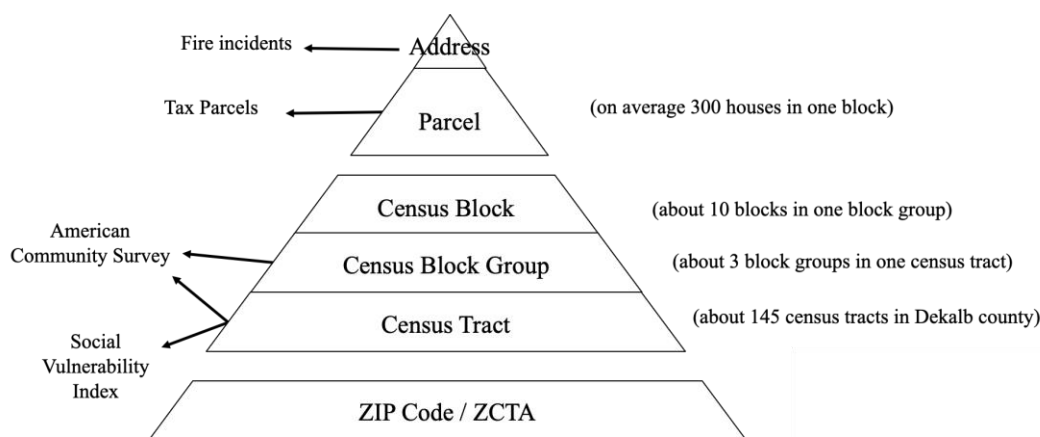 Fire incidents
Address
Tax Parcels
Parcel
(on average 300 houses in one block)
Census Block
(about 10 blocks in one block group)
American
Community Survey
Census Block Group
(about 3 block groups in one census tract)
Census Tract
(about 145 census tracts in Dekalb county)
Social
Vulnerability
Index
ZIP Code / ZCTA